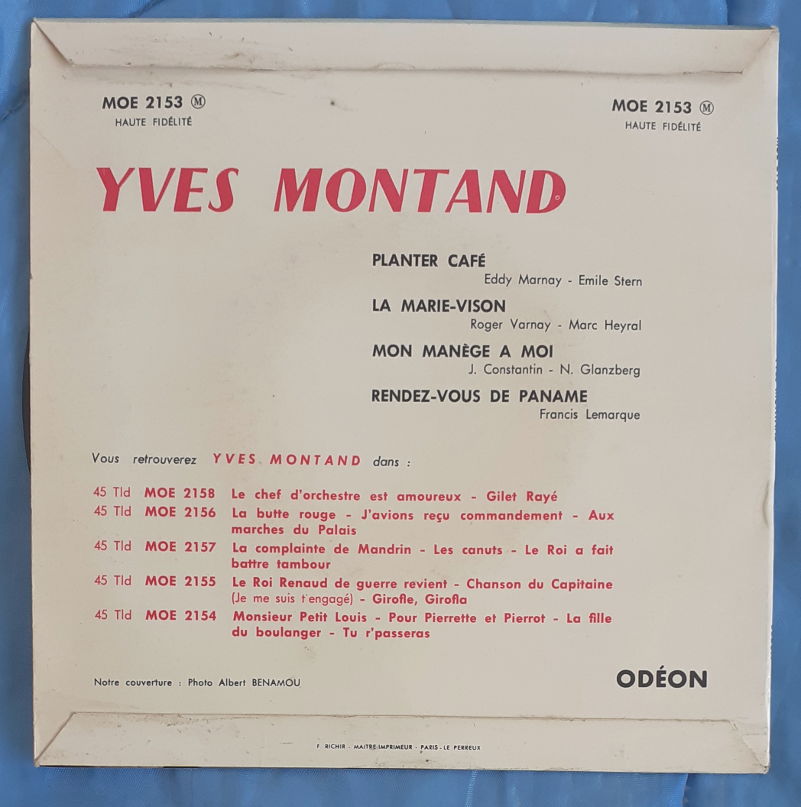 MOE 2153 Ⓜ
HAUTE FIDÉLITÉ
MOE 2153 Ⓜ
HAUTE FIDÉLITÉ
YVES MONTAND
PLANTER CAFÉ
Eddy Marnay - Emile Stern
LA MARIE-VISON
Roger Varnay - Marc Heyral
MON MANÈGE A MOI
J. Constantin - N. Glanzberg
RENDEZ-VOUS DE PANAME
Francis Lemarque
Vous retrouverez YVES MONTAND dans :
45 Tld MOE 2158 Le chef d'orchestre est amoureux - Gilet Rayé
45 Tld MOE 2156 La butte rouge - J'avions reçu commandement - Aux
marches du Palais
45 Tld MOE 2157 La complainte de Mandrin - Les canuts - Le Roi a fait
battre tambour
45 Tld MOE 2155 Le Roi Renaud de guerre revient - Chanson du Capitaine
(Je me suis t'engagé) - Girofle, Girofla
45 Tld MOE 2154 Monsieur Petit Louis - Pour Pierrette et Pierrot - La fille
du boulanger - Tu r'passeras
Notre couverture : Photo Albert BENAMOU
ODÉON
F. RICHIR - MAITRE-IMPRIMEUR - PARIS - LE PERREUX